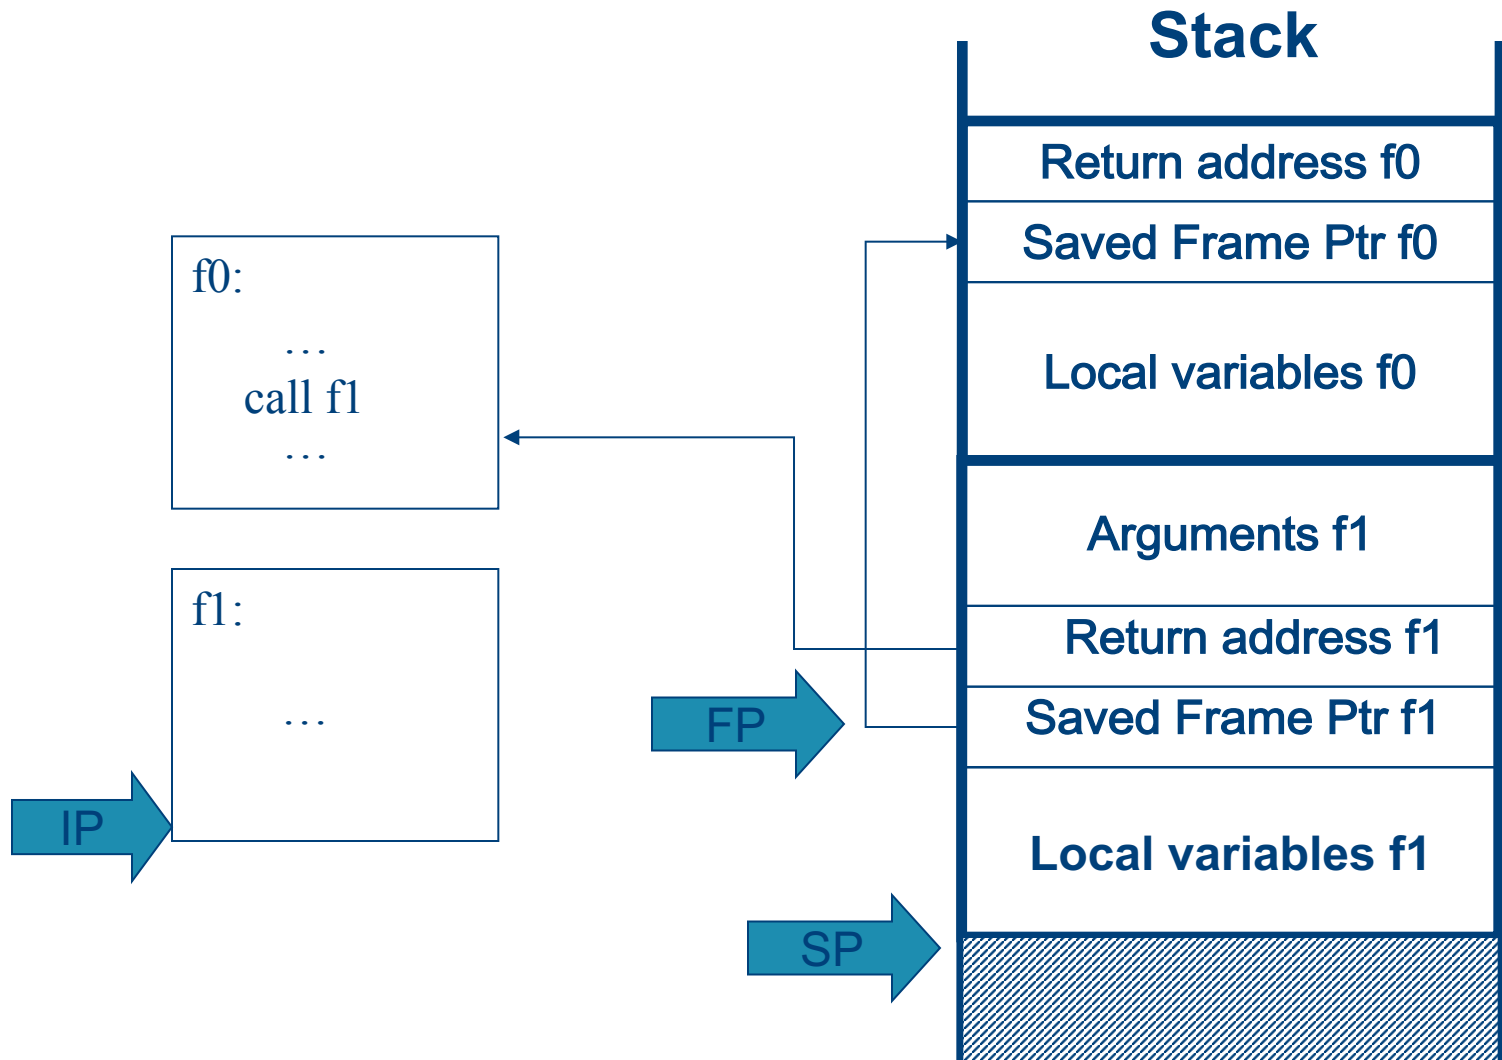 Stack
Return address f0
Saved Frame Ptr f0
Local variables f0
Arguments f1
Return address f1
Saved Frame Ptr f1
Local variables f1
f0:
…
call f1
…
f1:
…
IP
FP
SP